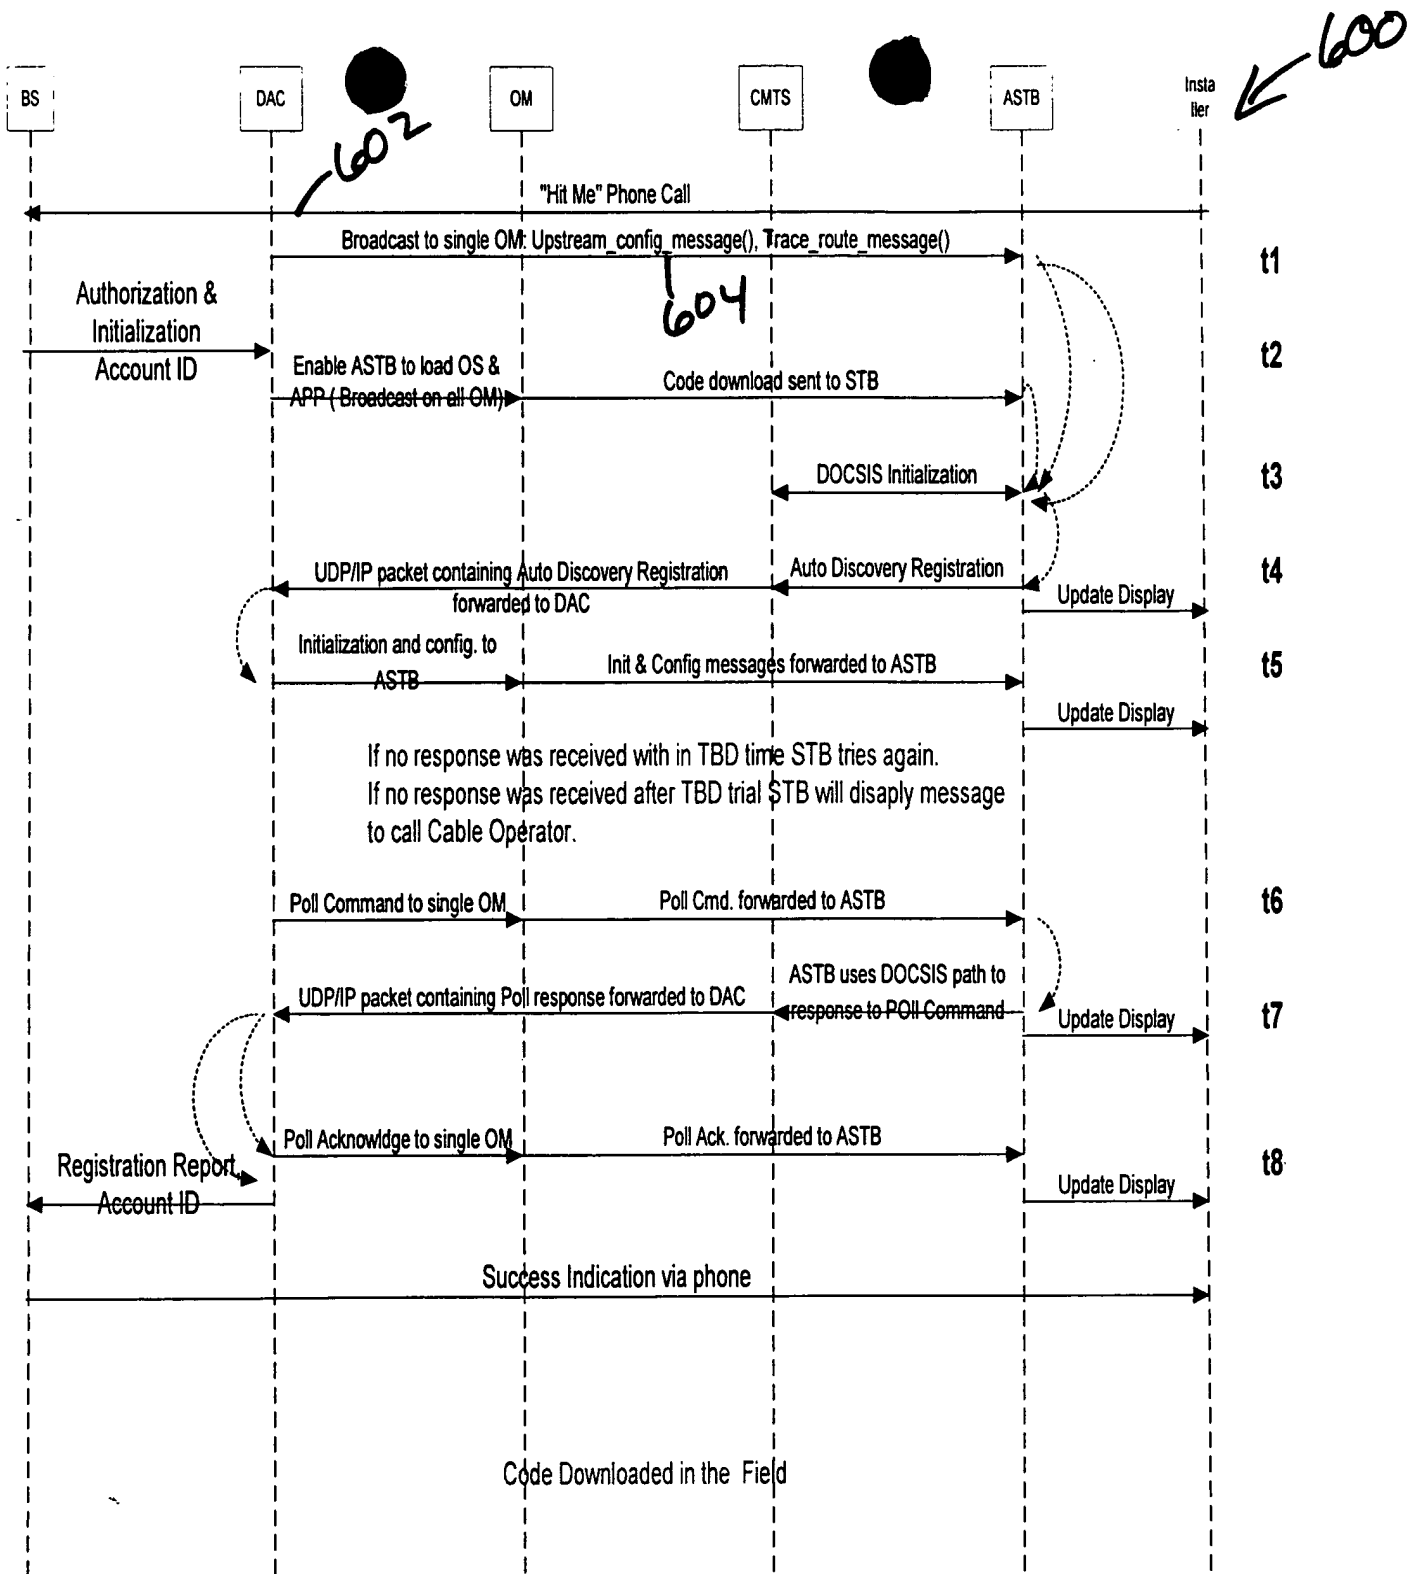 600
BS
DAC
OM
CMTS
ASTB
Insta
ller
602
"Hit Me" Phone Call
Broadcast to single OM: Upstream_config_message(), Trace_route_message()
t1
604
Authorization &
Initialization
Account ID
t2
Enable ASTB to load OS &
APP ( Broadcast on all OM)
Code download sent to STB
DOCSIS Initialization
t3
UDP/IP packet containing Auto Discovery Registration
forwarded to DAC
Auto Discovery Registration
t4
Update Display
Initialization and config. to
ASTB
Init & Config messages forwarded to ASTB
t5
Update Display
If no response was received with in TBD time STB tries again.
If no response was received after TBD trial STB will disaply message
to call Cable Operator.
Poll Command to single OM
Poll Cmd. forwarded to ASTB
t6
ASTB uses DOCSIS path to
response to POll Command
UDP/IP packet containing Poll response forwarded to DAC
Update Display
t7
Poll Acknowldge to single OM
Poll Ack. forwarded to ASTB
t8
Registration Report,
Account ID
Update Display
Success Indication via phone
Code Downloaded in the Field